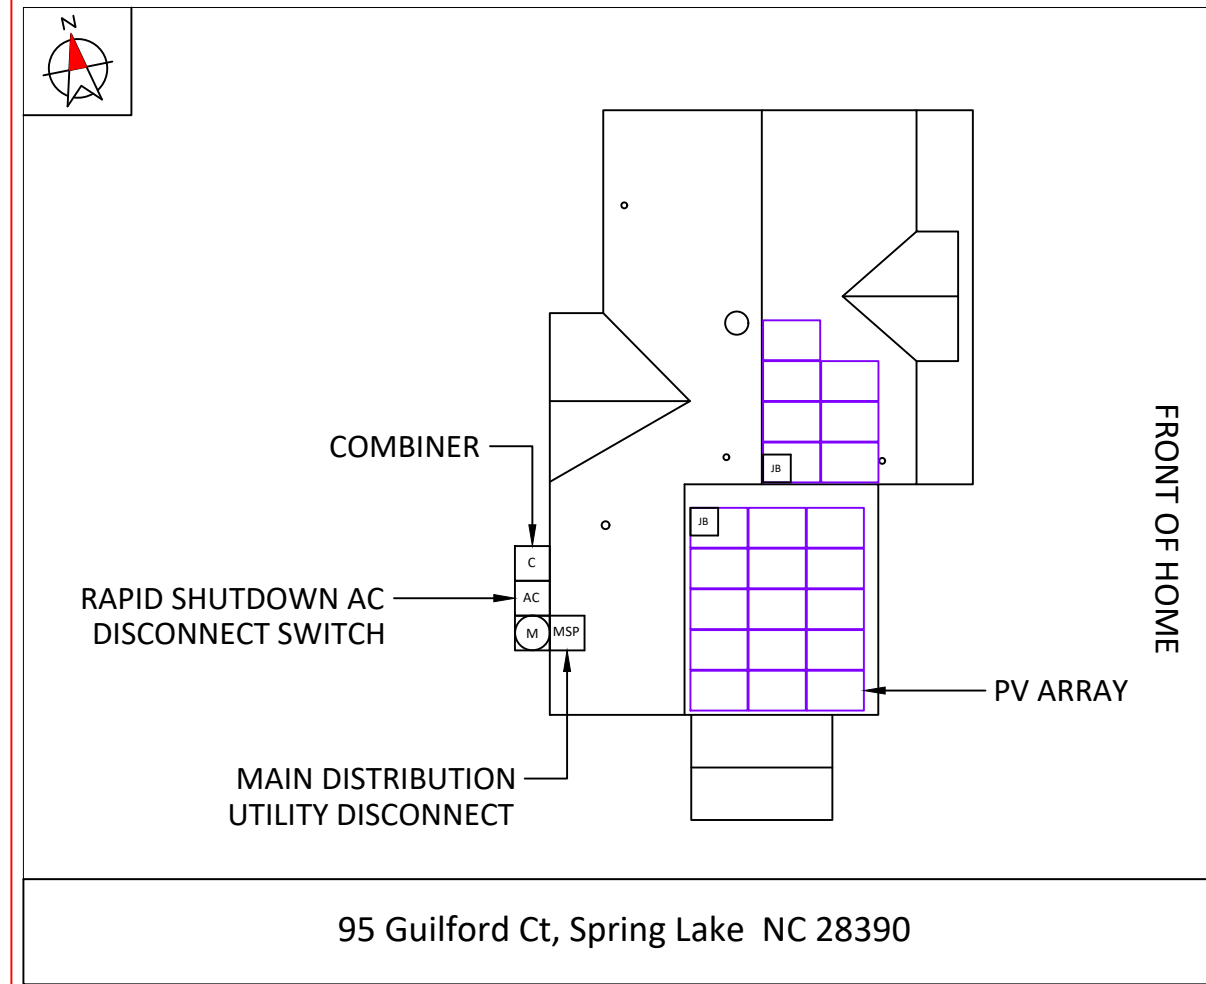 N
COMBINER
JB
JB
C
RAPID SHUTDOWN AC
DISCONNECT SWITCH
AC
M
MSP
FRONT OF HOME
PV ARRAY
MAIN DISTRIBUTION
UTILITY DISCONNECT
95 Guilford Ct, Spring Lake  NC 28390